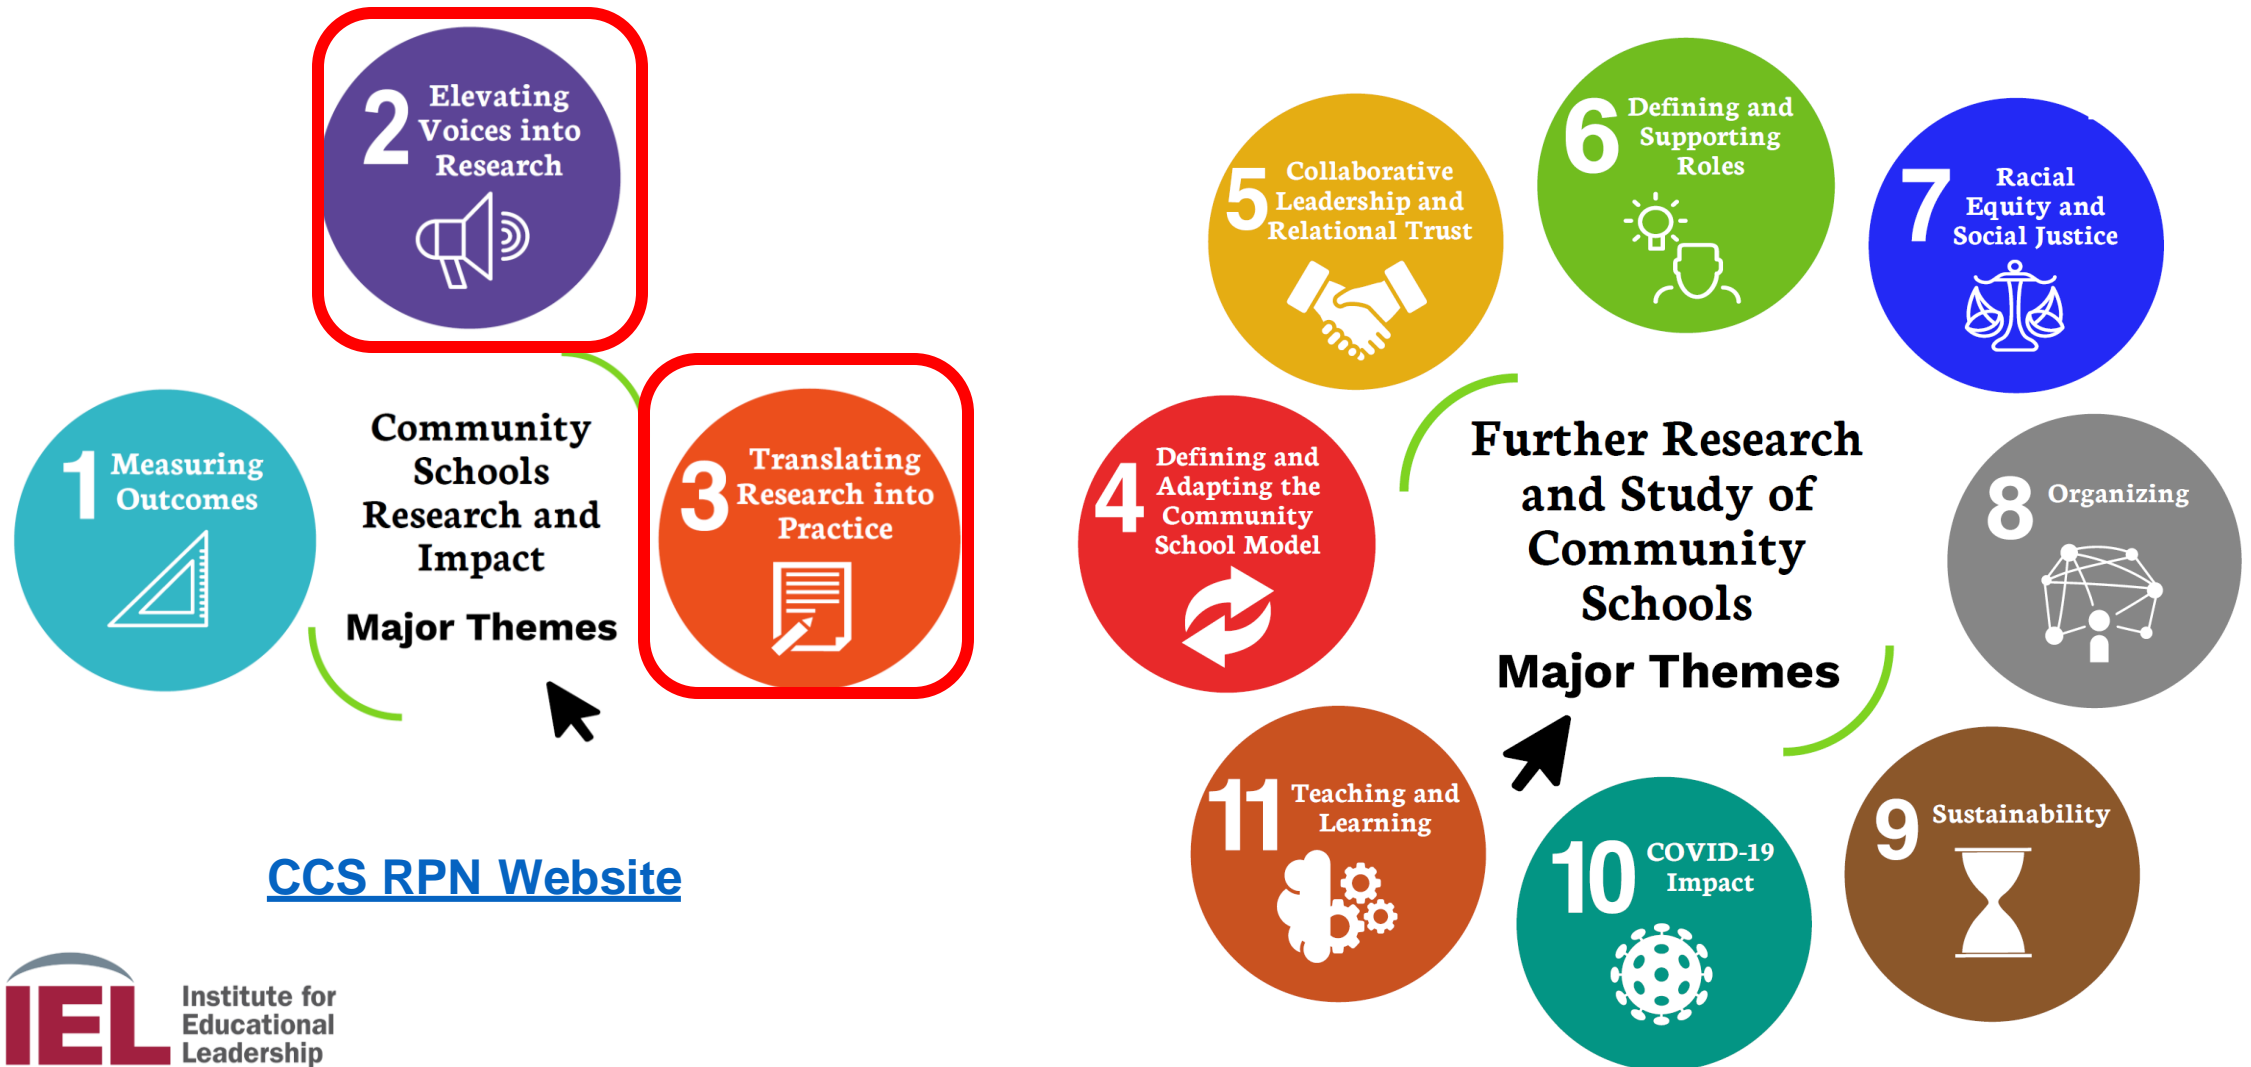 2
Elevating
Voices into
Research
1
Measuring
Outcomes
Community
Schools
Research and
Impact
Major Themes
3
Translating
Research into
Practice
CCS RPN Website
IEL
Institute for
Educational
Leadership
4
Defining and
Adapting the
Community
School Model
5
Collaborative
Leadership and
Relational Trust
6
Defining and
Supporting
Roles
7
Racial
Equity and
Social Justice
Further Research
and Study of
Community
Schools
Major Themes
8
Organizing
9
Sustainability
10
COVID-19
Impact
11
Teaching and
Learning